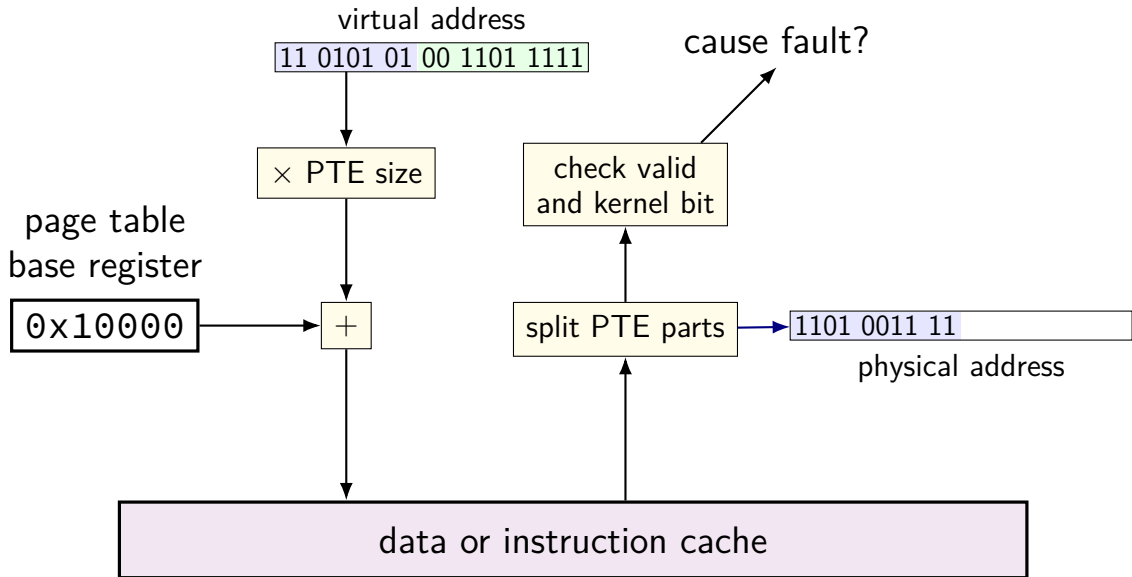 virtual address
11 0101 01 00 1101 1111
cause fault?
× PTE size
check valid
and kernel bit
page table
base register
0x10000
+
split PTE parts
1101 0011 11
physical address
data or instruction cache